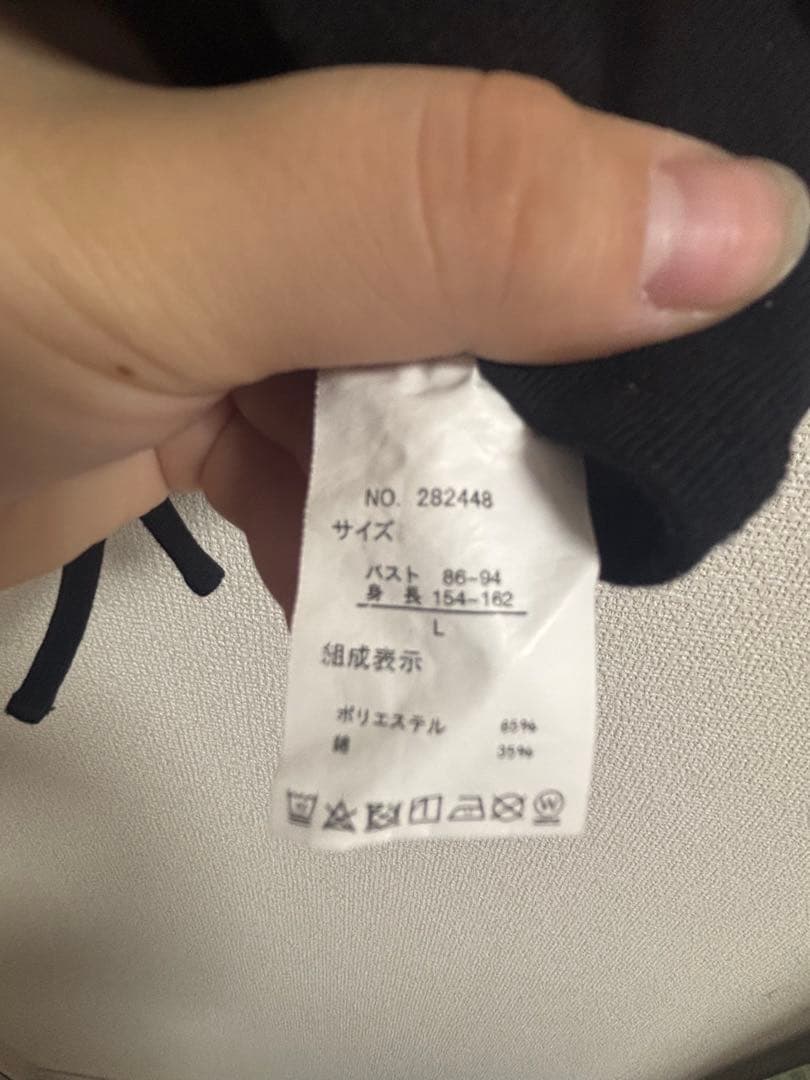 NO. 282448
サイズ
バスト 86-94
身 長 154-162
L
組成表示
ポリエステル 65%
綿 35%